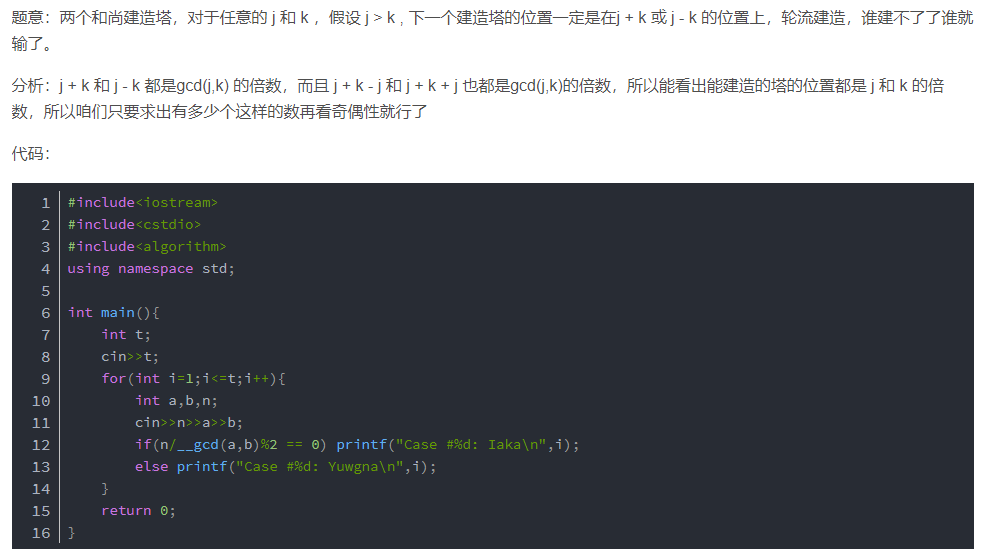 题意：两个和尚建造塔，对于任意的 j 和 k ，假设 j > k , 下一个建造塔的位置一定是在j + k 或 j - k 的位置上，轮流建造，谁建不了了谁就
输了。
分析：j + k 和 j - k 都是gcd(j,k) 的倍数，而且 j + k - j 和 j + k + j 也都是gcd(j,k)的倍数，所以能看出能建造的塔的位置都是 j 和 k 的倍
数，所以咱们只要求出有多少个这样的数再看奇偶性就行了
代码：
1 #include<iostream>
2 #include<cstdio>
3 #include<algorithm>
4 using namespace std;
5
6 int main(){
7 int t;
8 cin>>t;
9 for(int i=1;i<=t;i++){
10 int a,b,n;
11 cin>>n>>a>>b;
12 if(n/__gcd(a,b)%2 == 0) printf("Case #%d: Iaka\n",i);
13 else printf("Case #%d: Yuwgna\n",i);
14 }
15 return 0;
16 }